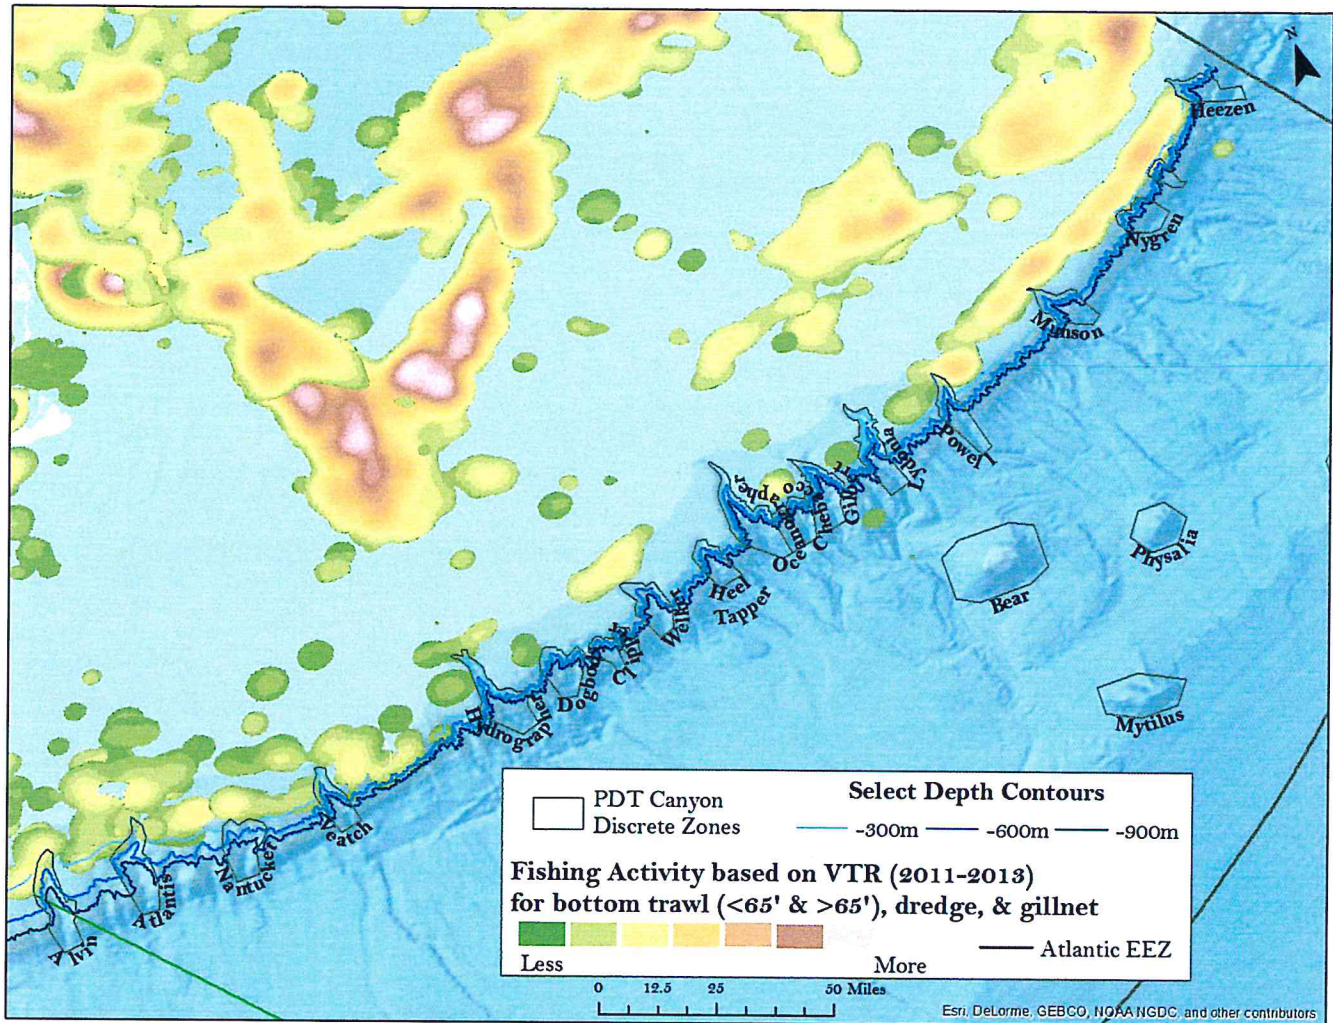 N
Heezen
Nygren
Munson
Powell
Lydonia
Gilbert
Cheba
Oceanographer
Heel
Tapper
Welker
Clipper
Dogbody
Hydrographer
Veatch
Nantucket
Atlantis
Alvin
Physalia
Bear
Mytilus
PDT Canyon
Discrete Zones
Select Depth Contours
-300m
-600m
-900m
Fishing Activity based on VTR (2011-2013)
for bottom trawl (<65' & >65'), dredge, & gillnet
Less
More
Atlantic EEZ
0 12.5 25 50 Miles
Esri, DeLorme, GEBCO, NOAA NGDC, and other contributors